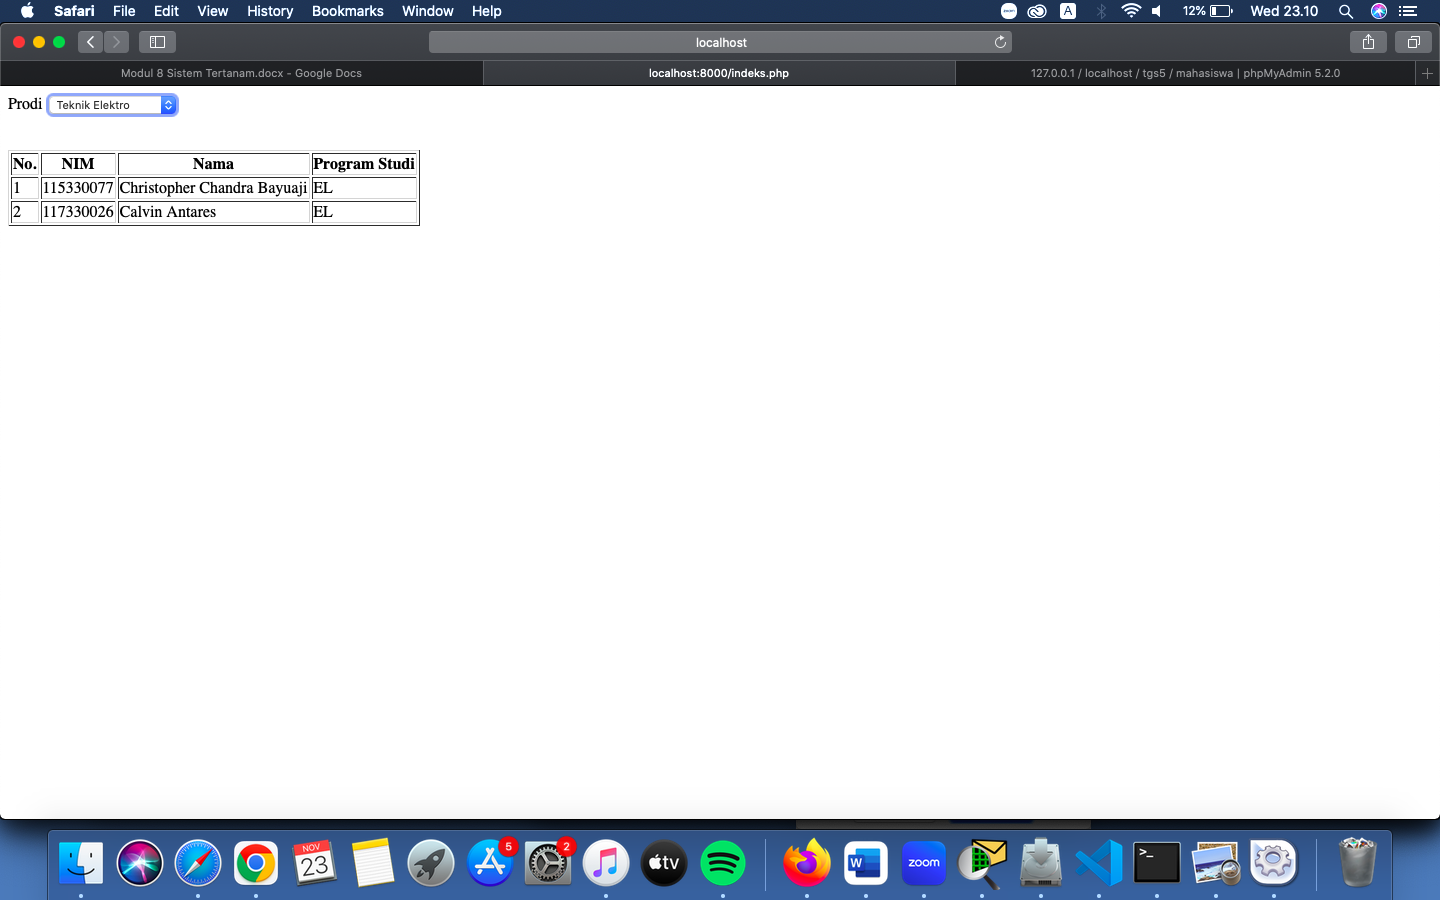 Safari File Edit View History Bookmarks Window Help A 12% Wed 23.10
localhost
Modul 8 Sistem Tertanam.docx - Google Docs localhost:8000/indeks.php 127.0.0.1 / localhost / tgs5 / mahasiswa | phpMyAdmin 5.2.0
Prodi Teknik Elektro
No. NIM Nama Program Studi
1 115330077 Christopher Chandra Bayuaji EL
2 117330026 Calvin Antares EL
NOV 5 2
23 tv W zoom >_